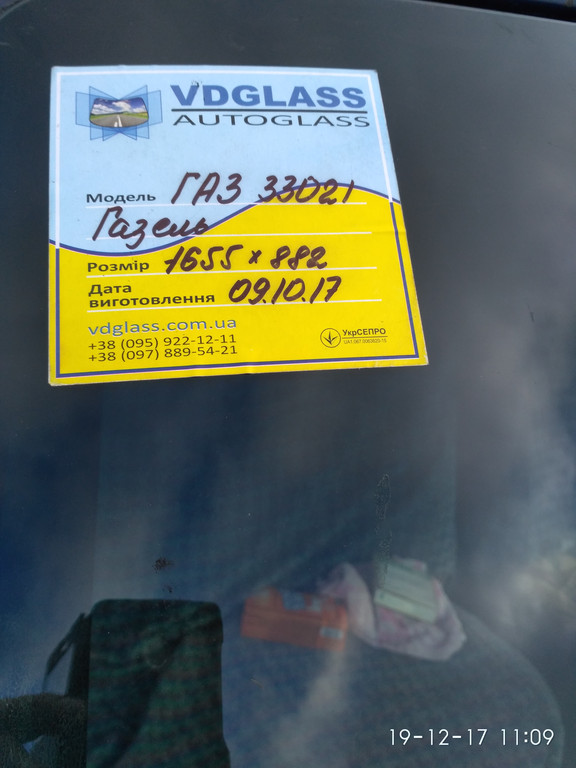 VDGLASS
AUTOGLASS
Модель ГАЗ 33021
Газель
Розмір 1655 x 882
Дата
виготовлення 09.10.17
vdglass.com.ua
+38 (095) 922-12-11
+38 (097) 889-54-21
УкрСЕПРО
19-12-17 11:09